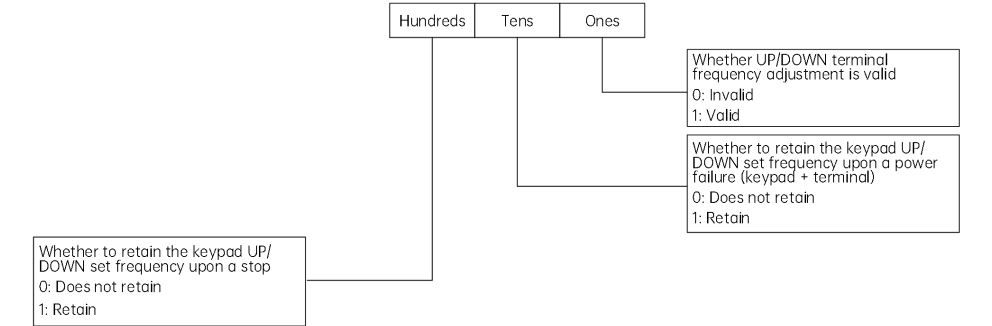 Hundreds Tens Ones
Whether UP/DOWN terminal
frequency adjustment is valid
0: Invalid
1: Valid
Whether to retain the keypad UP/
DOWN set frequency upon a power
failure (keypad + terminal)
0: Does not retain
1: Retain
Whether to retain the keypad UP/
DOWN set frequency upon a stop
0: Does not retain
1: Retain